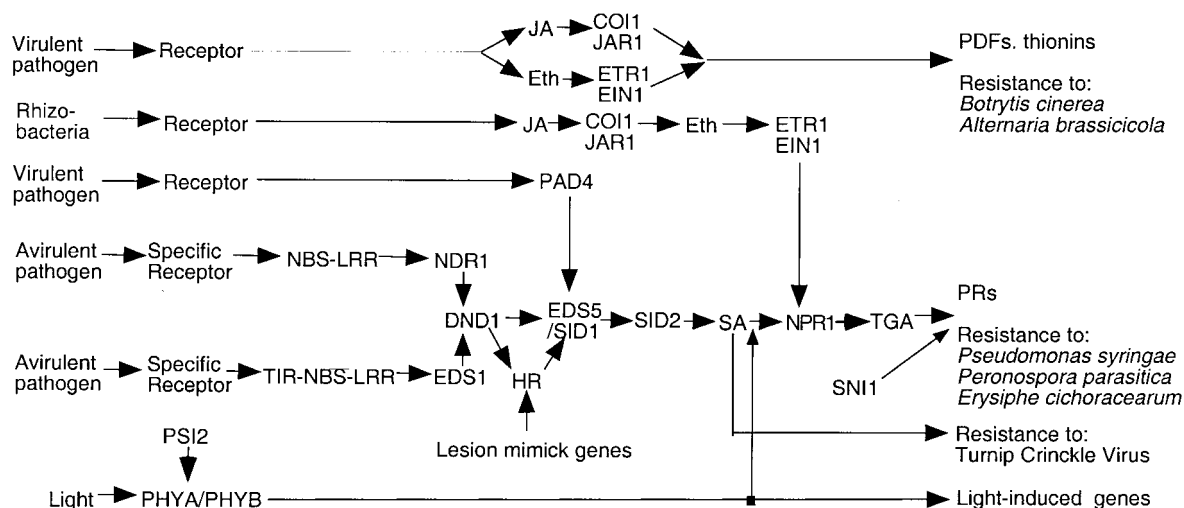 Virulent pathogen
Receptor
JA
COI1
JAR1
Eth
ETR1
EIN1
PDFs. thionins
Resistance to:
Botrytis cinerea
Alternaria brassicicola
Rhizo-
bacteria
Receptor
JA
COI1
JAR1
Eth
ETR1
EIN1
Virulent
pathogen
Receptor
PAD4
Avirulent
pathogen
Specific
Receptor
NBS-LRR
NDR1
DND1
EDS5
/SID1
SID2
SA
NPR1
TGA
PRs
Resistance to:
Pseudomonas syringae
Peronospora parasitica
Erysiphe cichoracearum
Avirulent
pathogen
Specific
Receptor
TIR-NBS-LRR
EDS1
HR
SNI1
Lesion mimick genes
Resistance to:
Turnip Crinckle Virus
PSI2
Light
PHYA/PHYB
Light-induced genes